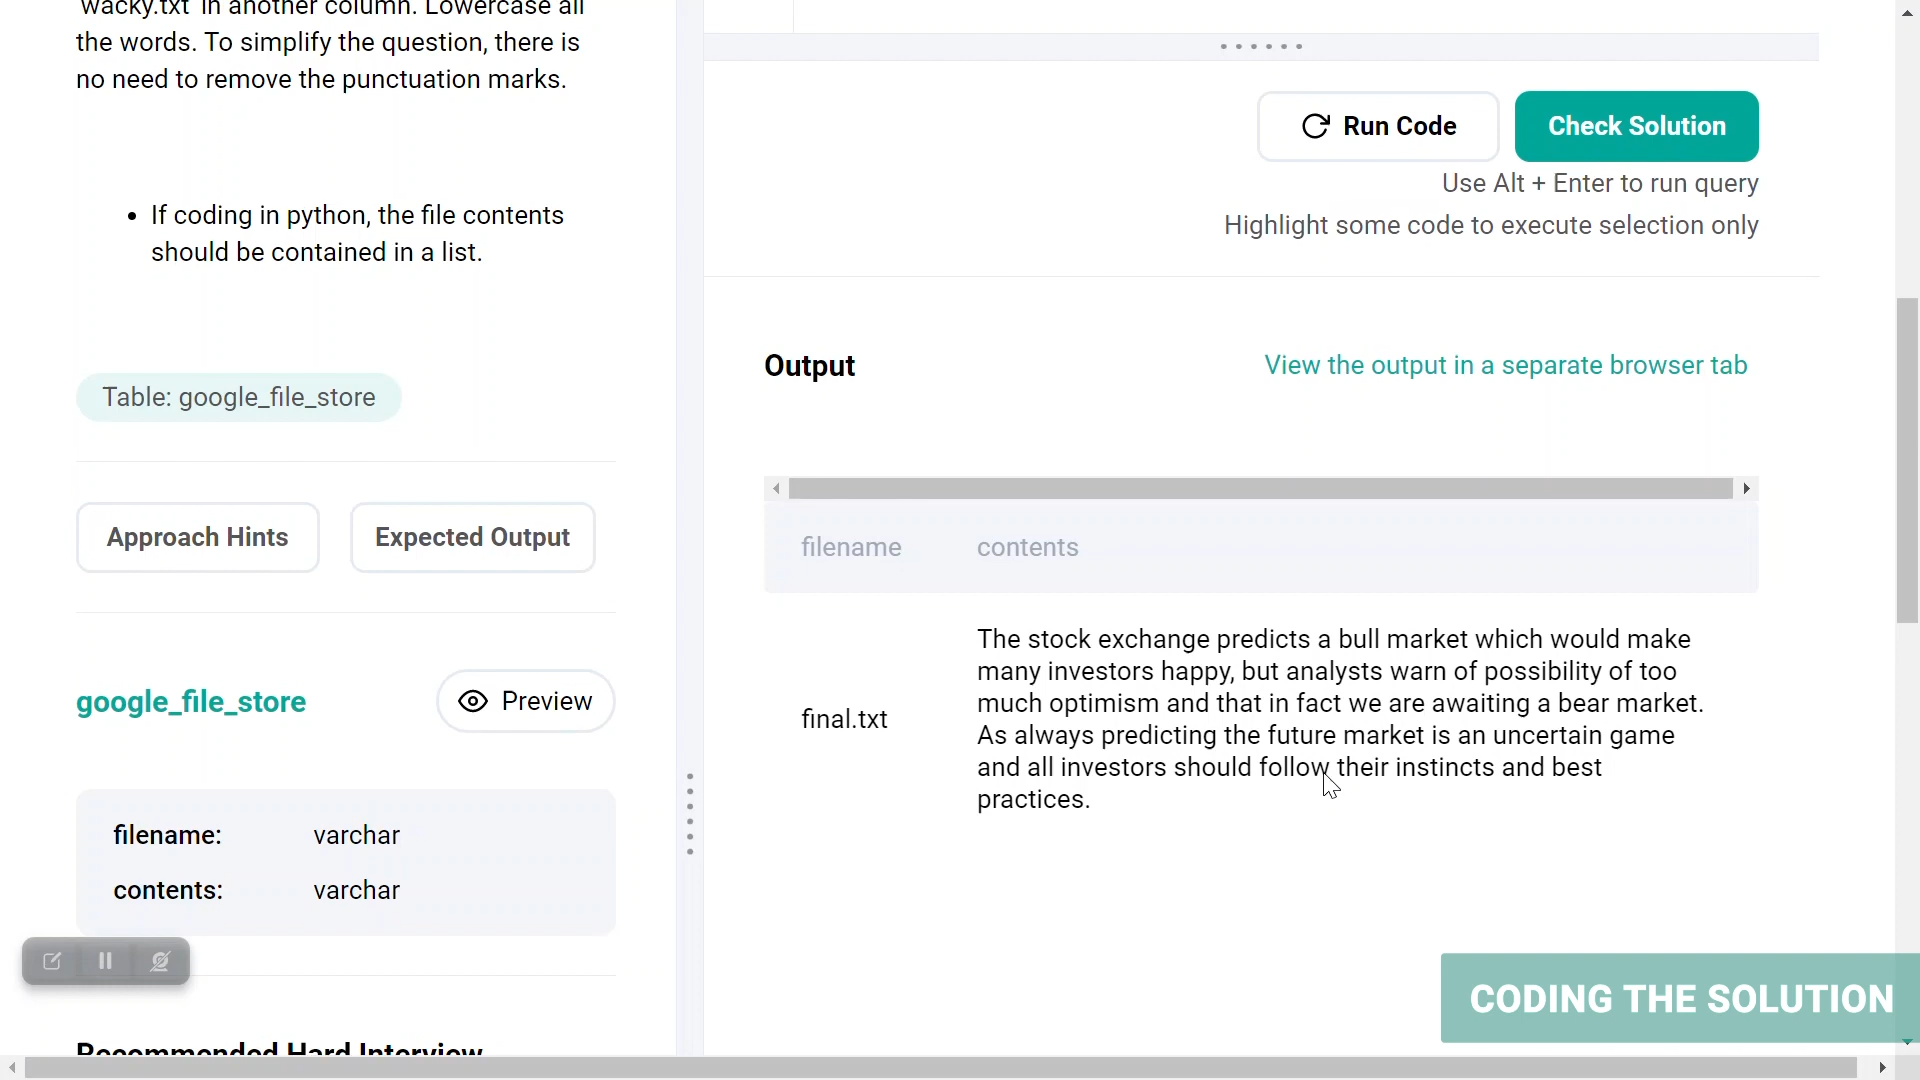 'wacky.txt' in another column. Lowercase all
the words. To simplify the question, there is
no need to remove the punctuation marks.
• If coding in python, the file contents
should be contained in a list.
Table: google_file_store
Approach Hints
Expected Output
google_file_store
Preview
filename: varchar
contents: varchar
Recommended Hard Interview
Run Code
Check Solution
Use Alt + Enter to run query
Highlight some code to execute selection only
Output
View the output in a separate browser tab
filename contents
final.txt
The stock exchange predicts a bull market which would make
many investors happy, but analysts warn of possibility of too
much optimism and that in fact we are awaiting a bear market.
As always predicting the future market is an uncertain game
and all investors should follow their instincts and best
practices.
CODING THE SOLUTION